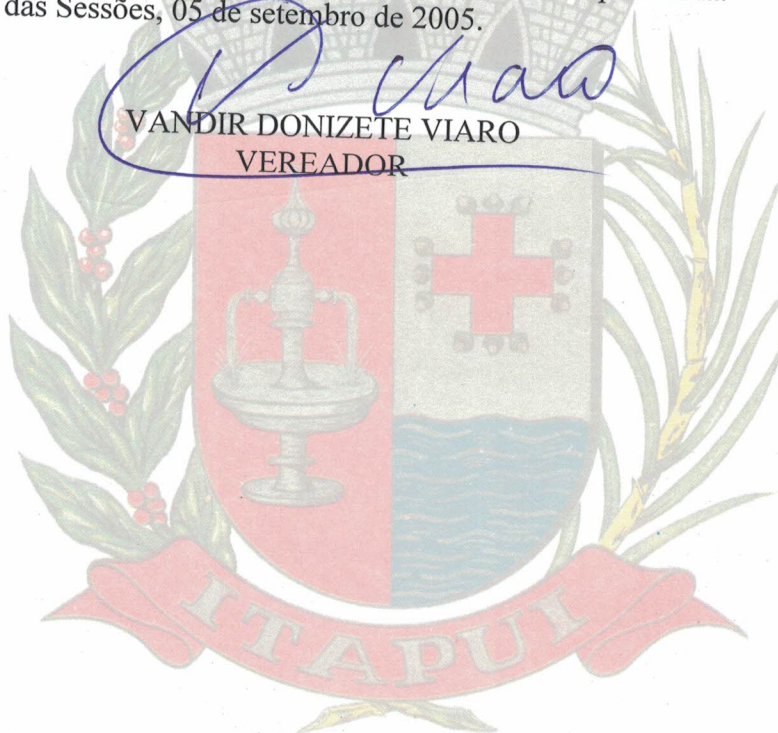 das Sessões, 05 de setembro de 2005.
VANDIR DONIZETE VIARO
VEREADOR
ITAPUI